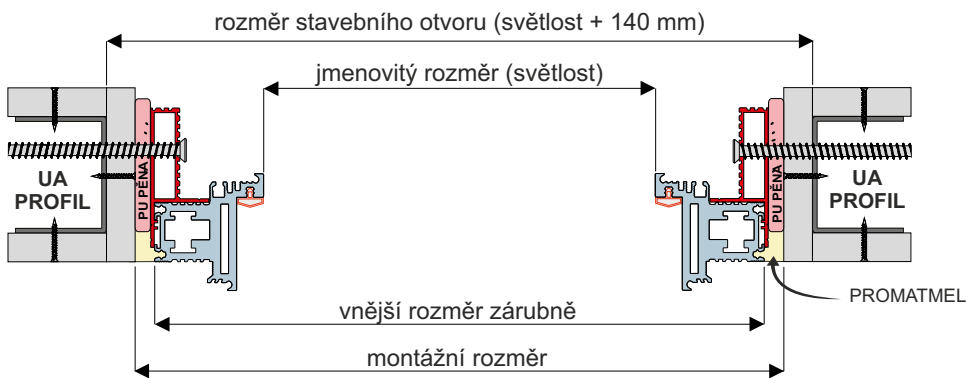 rozměr stavebního otvoru (světlost + 140 mm)
jmenovitý rozměr (světlost)
UA
PROFIL
PU PĚNA
PU PĚNA
UA
PROFIL
PROMATMEL
vnější rozměr zárubně
montážní rozměr